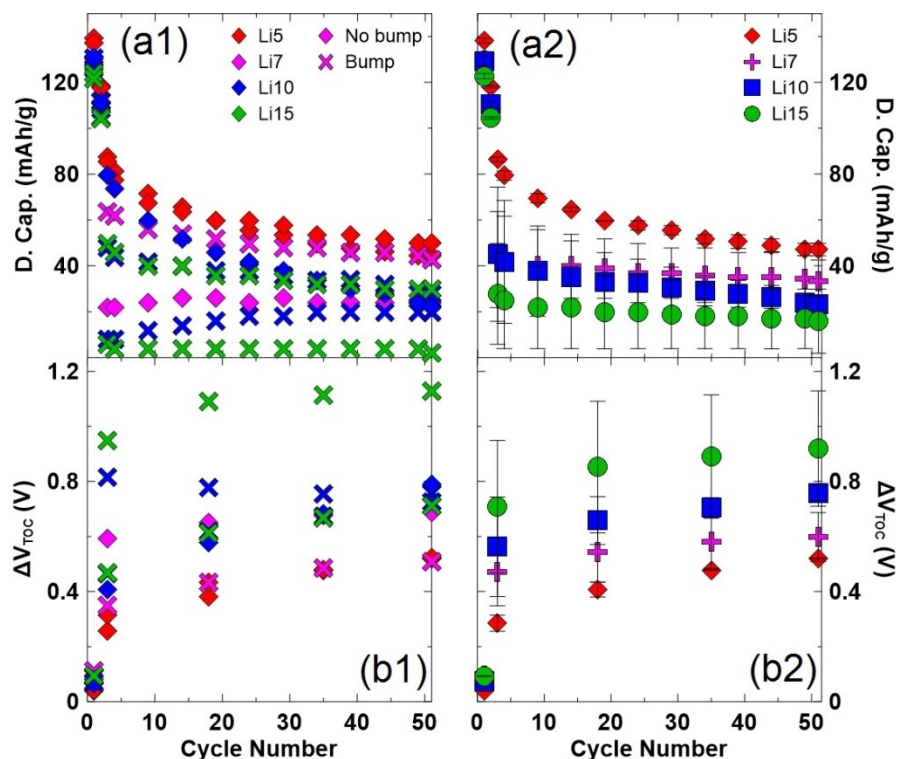 (a1)
Li5
Li7
Li10
Li15
No bump
Bump
(a2)
Li5
Li7
Li10
Li15
120
80
40
D. Cap. (mAh/g)
120
80
40
D. Cap. (mAh/g)
1.2
0.8
0.4
0
ΔVTOC (V)
(b1)
(b2)
1.2
0.8
0.4
0
ΔVTOC (V)
0 10 20 30 40 50
Cycle Number
0 10 20 30 40 50
Cycle Number